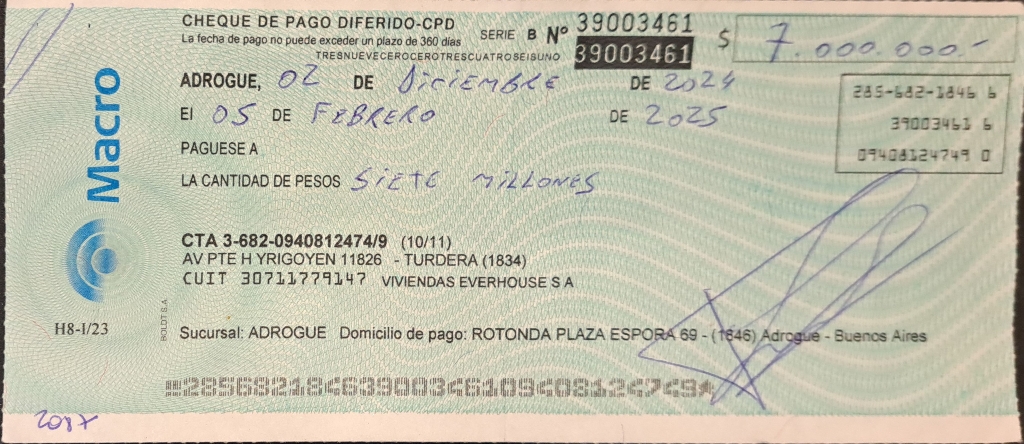 CHEQUE DE PAGO DIFERIDO-CPD
La fecha de pago no puede exceder un plazo de 360 días
SERIE B Nº 39003461
39003461
TRESNUEVECEROCEROTRESCUATROSEISUNO
$ 7.000.000.-
ADROGUE, 02 DE DiciEMBRE DE 2024
El 05 DE FEBRERO DE 2025
285-682-1846 6
39003461 6
09408124749 0
PAGUESE A
LA CANTIDAD DE PESOS SiETE MiLLONES
Macro
CTA 3-682-0940812474/9 (10/11)
AV PTE H YRIGOYEN 11826 - TURDERA (1834)
CUIT 30711779147 VIVIENDAS EVERHOUSE S A
BOLDT S.A
H8-I/23
Sucursal: ADROGUE Domicilio de pago: ROTONDA PLAZA ESPORA 69 - (1846) Adrogue - Buenos Aires
28568218463900346109408124749